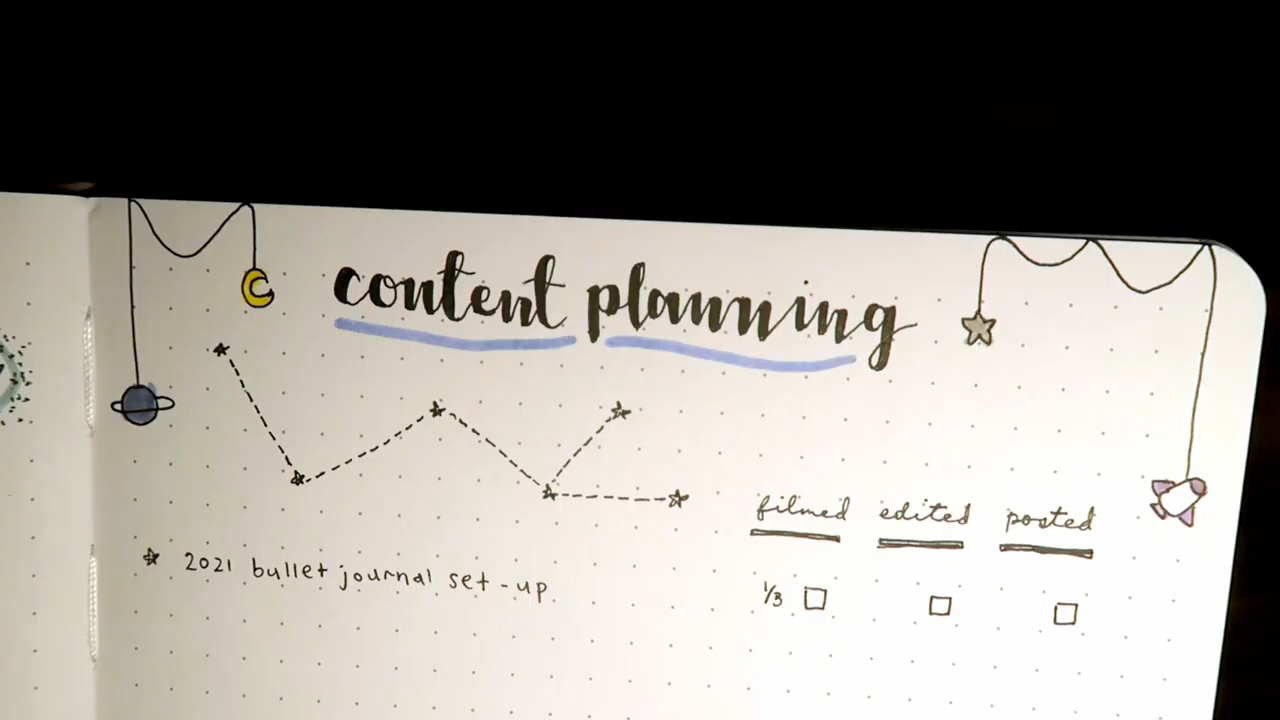 content planning
filmed edited posted
2021 bullet journal set-up
1/3